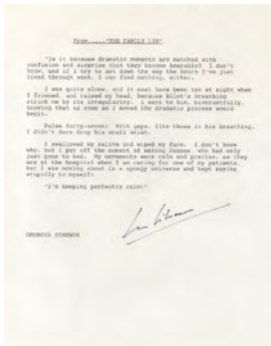 From....."THE FAMILY LIE"
"Is it because dramatic moments are matched with
confusion and surprise that they become bearable? I don't
know, and if I try to set down the way the hours I've just
lived through went, I can find nothing, either.
I was quite alone, and it must have been ten at night when
I frowned, and raised my head, because Bilot's breathing
struck me by its irregularity. I went to him, mistrustfully,
knowing that as soon as I moved the dramatic process would
begin.
Pulse forty-seven! With gaps, like those in his breathing.
I didn't dare drop his small wrist.
I swallowed my saliva and wiped my face. I don't know
why, but I put off the moment of waking Jeanne, who had only
just gone to bed. My movements were calm and precise, as they
are at the hospital when I am caring for one of my patients,
but I was moving about in a spongy universe and kept saying
stupidly to myself:
"I'm keeping perfectly calm!"
GEORGES SIMENON